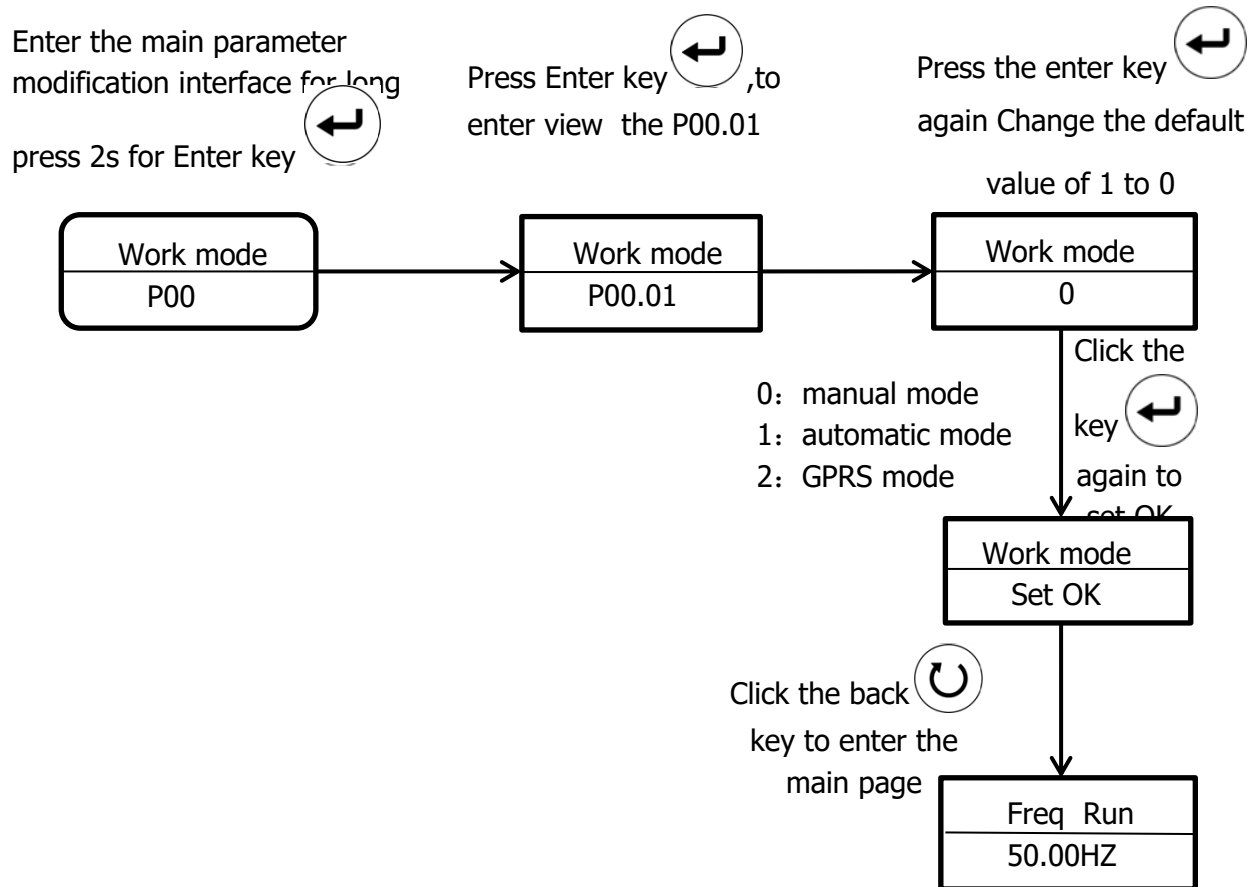 Enter the main parameter
modification interface for long
press 2s for Enter key
Press Enter key ,to
enter view the P00.01
Press the enter key
again Change the default
value of 1 to 0
Work mode
P00
Work mode
P00.01
Work mode
0
0：manual mode
1：automatic mode
2：GPRS mode
Click the
key
again to
set OK
Work mode
Set OK
Click the back
key to enter the
main page
Freq Run
50.00HZ